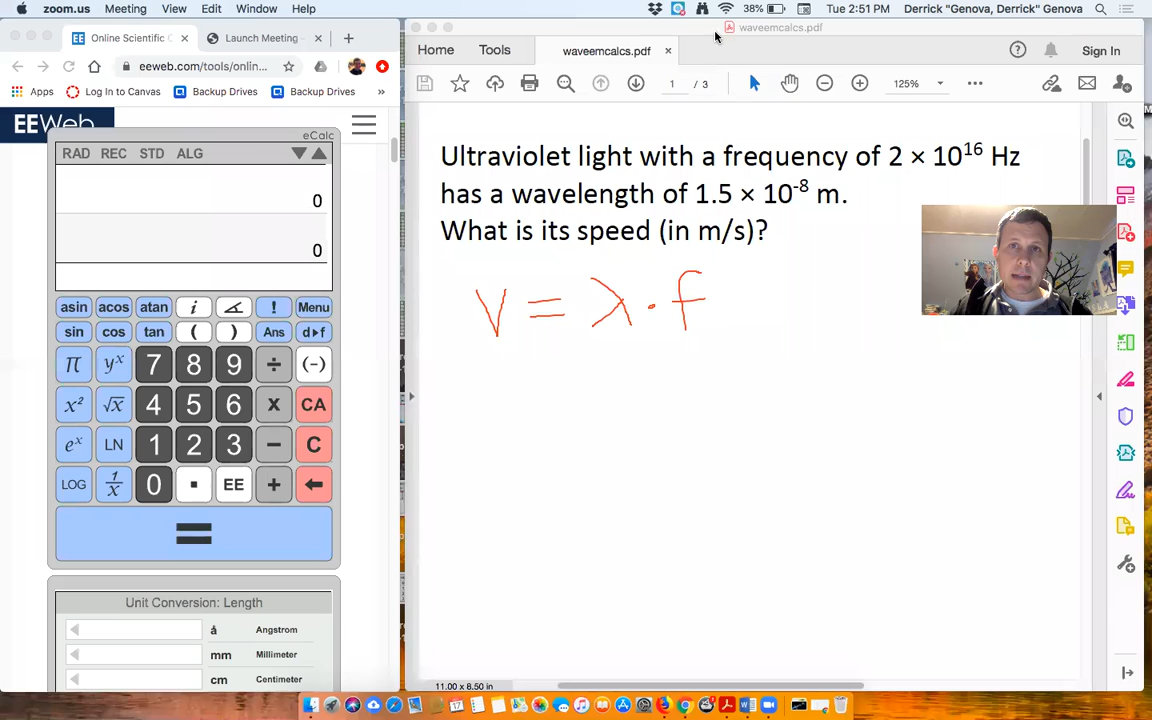 zoom.us Meeting View Edit Window Help 38% Tue 2:51 PM Derrick "Genova, Derrick" Genova
Online Scientific C × Launch Meeting - × +
eeweb.com/tools/onlin...
Apps Log In to Canvas Backup Drives Backup Drives »
EEWeb
eCalc
RAD REC STD ALG
0
0
asin acos atan i ∠ ! Menu
sin cos tan ( ) Ans d▸f
π yˣ 7 8 9 ÷ (−)
x² √x 4 5 6 x CA
eˣ LN 1 2 3 − C
LOG 1/x 0 . EE +
=
Unit Conversion: Length
å Angstrom
mm Millimeter
cm Centimeter
waveemcalcs.pdf
Home Tools waveemcalcs.pdf × Sign In
1 / 3 125%
Ultraviolet light with a frequency of 2 × 10¹⁶ Hz
has a wavelength of 1.5 × 10⁻⁸ m.
What is its speed (in m/s)?
V = λ · f
11.00 x 8.50 in